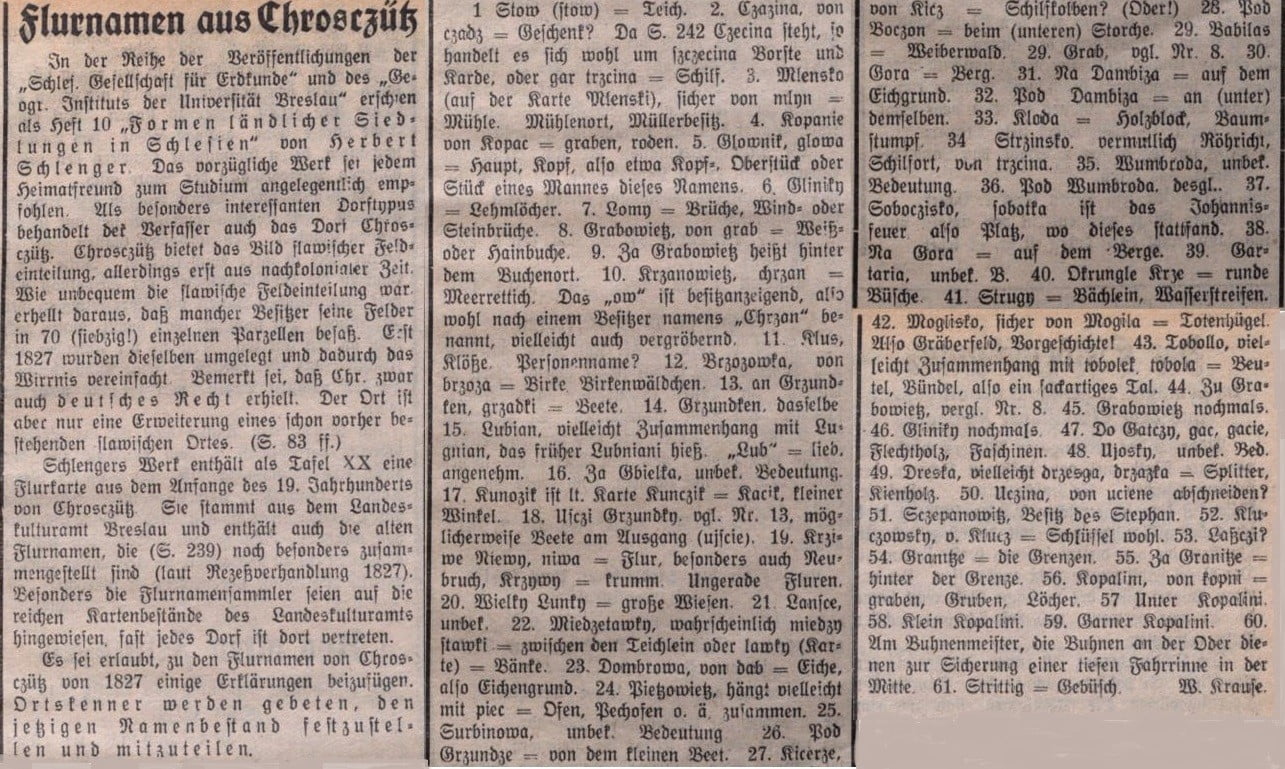 Flurnamen aus Chrosczütz
In der Reihe der Veröffentlichungen der
„Schles. Gesellschaft für Erdkunde" und des „Ge-
ogr. Instituts der Universität Breslau" erschien
als Heft 10 „Formen ländlicher Sied-
lungen in Schlesien" von Herbert
Schlenger. Das vorzügliche Werk sei jedem
Heimatfreund zum Studium angelegentlich emp-
fohlen. Als besonders interessanten Dorftypus
behandelt der Verfasser auch das Dorf Chros-
czütz. Chrosczütz bietet das Bild slawischer Feld-
einteilung, allerdings erst aus nachkolonialer Zeit.
Wie unbequem die slawische Feldeinteilung war
erhellt daraus, daß mancher Besitzer seine Felder
in 70 (siebzig!) einzelnen Parzellen besaß. Erst
1827 wurden dieselben umgelegt und dadurch das
Wirrnis vereinfacht. Bemerkt sei, daß Chr. zwar
auch deutsches Recht erhielt. Der Ort ist
aber nur eine Erweiterung eines schon vorher be-
stehenden slawischen Ortes. (S. 83 ff.)
Schlengers Werk enthält als Tafel XX eine
Flurkarte aus dem Anfange des 19. Jahrhunderts
von Chrosczütz. Sie stammt aus dem Landes-
kulturamt Breslau und enthält auch die alten
Flurnamen, die (S. 239) noch besonders zusam-
mengestellt sind (laut Rezeßverhandlung 1827).
Besonders die Flurnamensammler seien auf die
reichen Kartenbestände des Landeskulturamts
hingewiesen, fast jedes Dorf ist dort vertreten.
Es sei erlaubt, zu den Flurnamen von Chros-
czütz von 1827 einige Erklärungen beizufügen.
Ortskenner werden gebeten, den
jetzigen Namenbestand festzustel-
len und mitzuteilen.
1 Stow (stow) = Teich. 2. Czazina, von
czadz = Geschenk? Da S. 242 Czecina steht, so
handelt es sich wohl um szczecina Borste und
Karde, oder gar trzcina = Schilf. 3. Mlensko
(auf der Karte Mlenski), sicher von mlyn =
Mühle. Mühlenort, Müllerbesitz. 4. Kopanie
von Kopac = graben, roden. 5. Glownik, glowa
= Haupt, Kopf, also etwa Kopf-, Oberstück oder
Stück eines Mannes dieses Namens. 6. Gliniky
= Lehmlöcher. 7. Lomy = Brüche, Wind- oder
Steinbrüche. 8. Grabowietz, von grab = Weiß-
oder Hainbuche. 9. Za Grabowietz heißt hinter
dem Buchenort. 10. Krzanowietz, chrzan =
Meerrettich. Das „ow" ist besitzanzeigend, also
wohl nach einem Besitzer namens „Chrzan" be-
nannt, vielleicht auch vergröbernd. 11. Klus,
Klöße. Personenname? 12. Brzozowka, von
brzoza = Birke Birkenwäldchen. 13. an Grzund-
ken, grzadki = Beete. 14. Grzundken, dasselbe
15. Lubian, vielleicht Zusammenhang mit Lu-
gnian, das früher Lubniani hieß. „Lub" = lieb,
angenehm. 16. Za Gbielka, unbek. Bedeutung.
17. Kunozik ist lt. Karte Kunczik = Kacik, kleiner
Winkel. 18. Ujczi Grzundky. vgl. Nr. 13, mög-
licherweise Beete am Ausgang (ujscie). 19. Krzi-
we Niewy, niwa = Flur, besonders auch Neu-
bruch, Krzywy = krumm. Ungerade Fluren.
20. Wielky Lunky = große Wiesen. 21. Lansce,
unbek. 22. Miedzetawky, wahrscheinlich miedzy
stawki = zwischen den Teichlein oder lawky (Kar-
te) = Bänke. 23. Dombrowa, von dab = Eiche,
also Eichengrund. 24. Pietzowietz, hängt vielleicht
mit piec = Ofen, Pechofen o. ä. zusammen. 25.
Surbinowa, unbek. Bedeutung 26. Pod
Grzundze = von dem kleinen Beet. 27. Kicerze,
von Kicz = Schilfkolben? (Oder!) 28. Pod
Boczon = beim (unteren) Storche. 29. Babilas
= Weiberwald. 29. Grab, vgl. Nr. 8. 30.
Gora = Berg. 31. Na Dambiza = auf dem
Eichgrund. 32. Pod Dambiza = an (unter)
demselben. 33. Kloda = Holzblock, Baum-
stumpf. 34 Strzinsko. vermutlich Röhricht,
Schilfort, von trzcina. 35. Wumbroda, unbek.
Bedeutung. 36. Pod Wumbroda. desgl.. 37.
Soboczisko, sobotka ist das Johannis-
feuer also Platz, wo dieses stattfand. 38.
Na Gora = auf dem Berge. 39. Gar-
taria, unbek. B. 40. Okrungle Krze = runde
Büsche. 41. Strugy = Bächlein, Wasserstreifen.
42. Moglisko, sicher von Mogila = Totenhügel.
Also Gräberfeld, Vorgeschichte! 43. Tobollo, viel-
leicht Zusammenhang mit tobolek, tobola = Beu-
tel, Bündel, also ein sackartiges Tal. 44. Zu Gra-
bowietz, vergl. Nr. 8. 45. Grabowietz nochmals.
46. Gliniky nochmals. 47. Do Gatczy, gac, gacie,
Flechtholz, Faschinen. 48. Ujosky, unbek. Bed.
49. Dreska, vielleicht drzesga, drzazka = Splitter,
Kienholz. 50. Uczina, von uciene abschneiden?
51. Sczepanowitz, Besitz des Stephan. 52. Klu-
czowsky, v. Klucz = Schlüssel wohl. 53. Laßczi?
54. Granitze = die Grenzen. 55. Za Granitze =
hinter der Grenze. 56. Kopalini, von kopni =
graben, Gruben, Löcher. 57 Unter Kopalini.
58. Klein Kopalini. 59. Garner Kopalini. 60.
Am Buhnenmeister, die Buhnen an der Oder die-
nen zur Sicherung einer tiefen Fahrrinne in der
Mitte. 61. Strittig = Gebüsch. W. Krause.